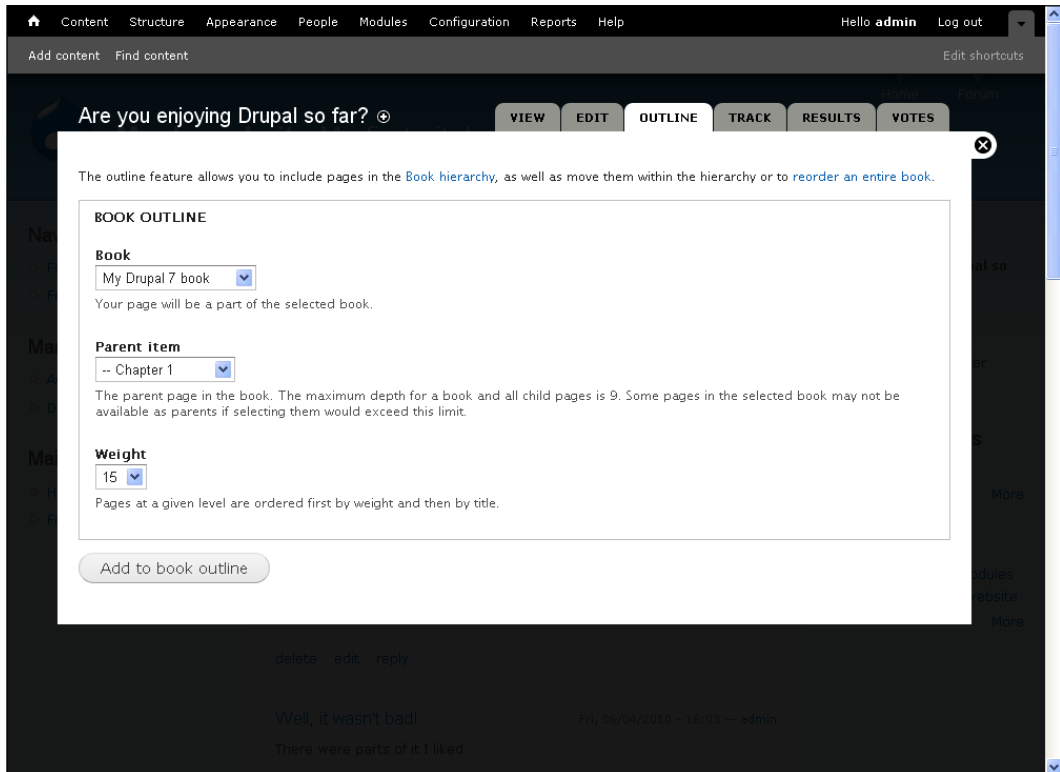 Content Structure Appearance People Modules Configuration Reports Help Hello admin Log out
Add content Find content Edit shortcuts
Home Forum
Are you enjoying Drupal so far?
VIEW EDIT OUTLINE TRACK RESULTS VOTES
The outline feature allows you to include pages in the Book hierarchy, as well as move them within the hierarchy or to reorder an entire book.
BOOK OUTLINE
Book
My Drupal 7 book
Your page will be a part of the selected book.
Parent item
-- Chapter 1
The parent page in the book. The maximum depth for a book and all child pages is 9. Some pages in the selected book may not be
available as parents if selecting them would exceed this limit.
Weight
15
Pages at a given level are ordered first by weight and then by title.
More
Add to book outline
More
delete edit reply
Well, it wasn't bad! Fri, 06/04/2010 - 16:03 — admin
There were parts of it I liked